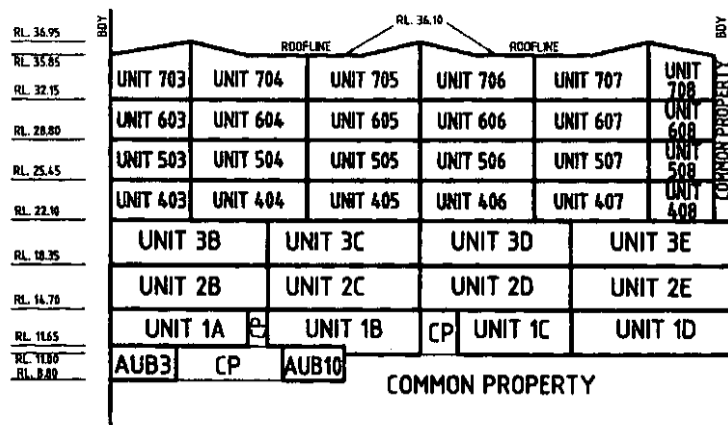 BDY
RL. 36.10
BDY
RL. 36.95
ROOFLINE
ROOFLINE
RL. 35.85
UNIT 703 UNIT 704 UNIT 705 UNIT 706 UNIT 707 UNIT 708
RL. 32.15
UNIT 603 UNIT 604 UNIT 605 UNIT 606 UNIT 607 UNIT 608
RL. 28.80
UNIT 503 UNIT 504 UNIT 505 UNIT 506 UNIT 507 UNIT 508
RL. 25.45
UNIT 403 UNIT 404 UNIT 405 UNIT 406 UNIT 407 UNIT 408
RL. 22.10
COMMON PROPERTY
UNIT 3B UNIT 3C UNIT 3D UNIT 3E
RL. 18.35
UNIT 2B UNIT 2C UNIT 2D UNIT 2E
RL. 14.70
UNIT 1A CP UNIT 1B CP UNIT 1C UNIT 1D
RL. 11.65
RL. 11.00
AUB3 CP AUB10
RL. 8.00
COMMON PROPERTY